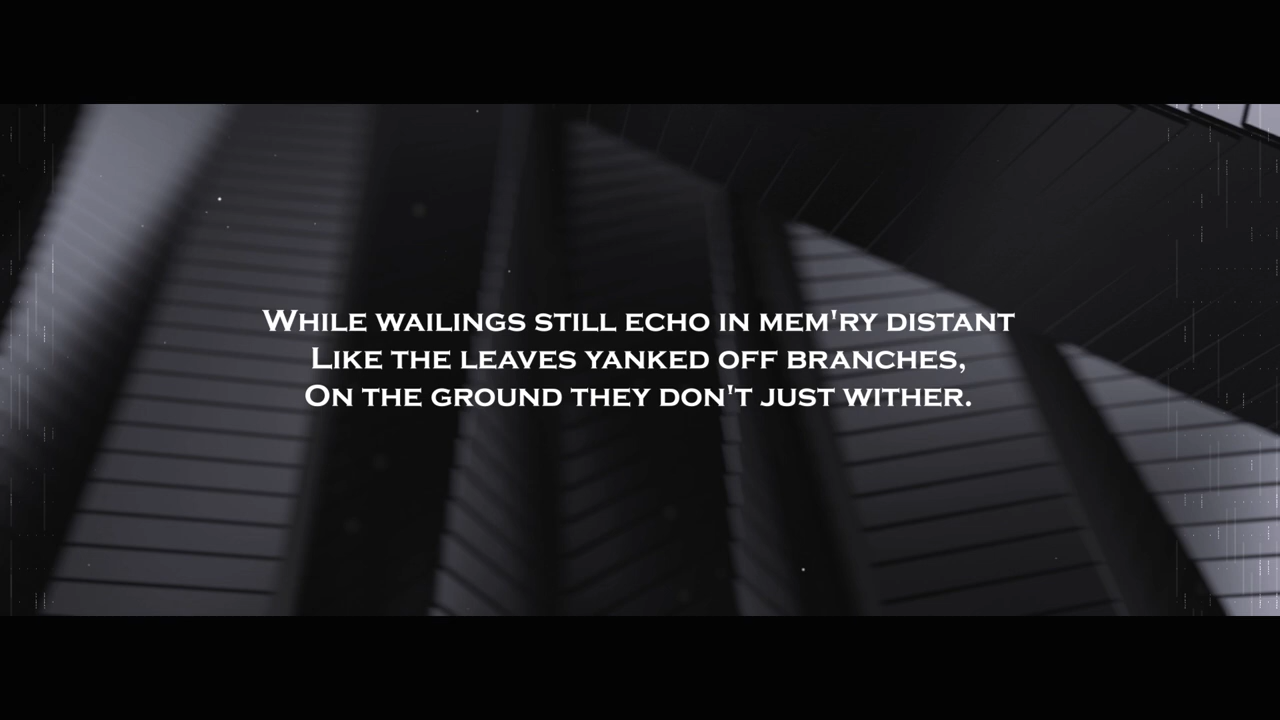 While wailings still echo in mem'ry distant
Like the leaves yanked off branches,
On the ground they don't just wither.